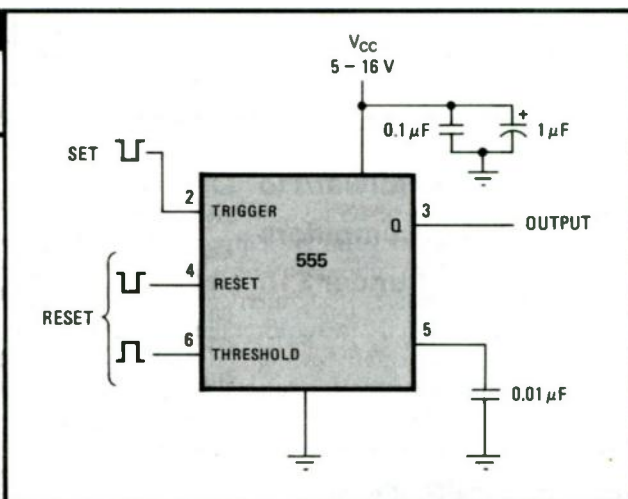 VCC
5 – 16 V
0.1 µF
+
1 µF
SET
2
TRIGGER
Q
3
OUTPUT
555
RESET
4
RESET
6
THRESHOLD
5
0.01 µF